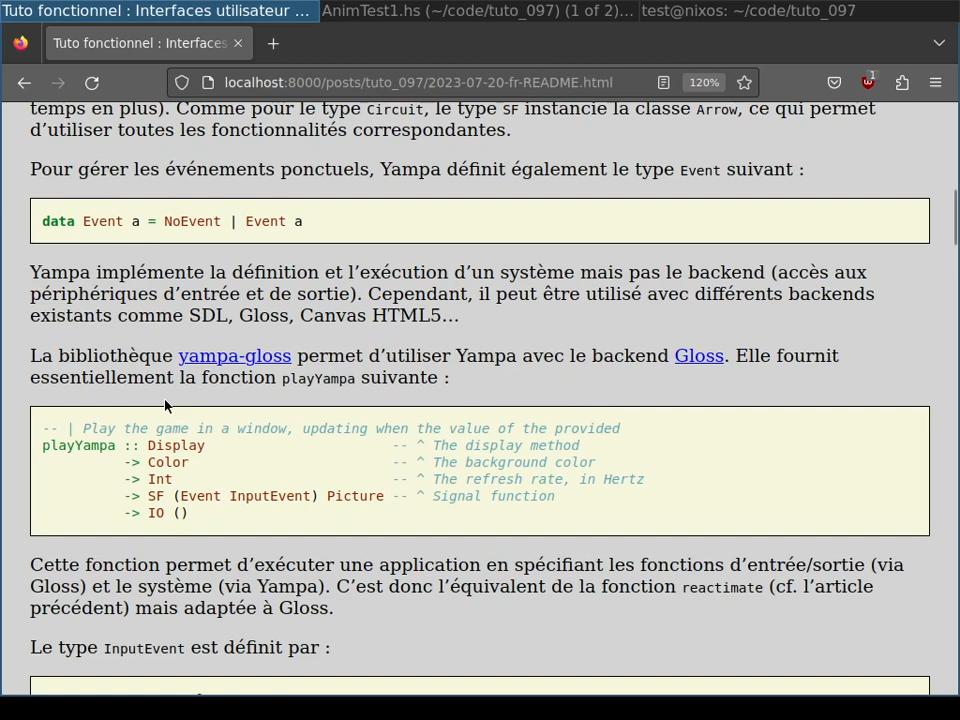 Tuto fonctionnel : Interfaces utilisateur ... AnimTest1.hs (~/code/tuto_097) (1 of 2)... test@nixos: ~/code/tuto_097
Tuto fonctionnel : Interfaces
localhost:8000/posts/tuto_097/2023-07-20-fr-README.html 120% 1
temps en plus). Comme pour le type Circuit, le type SF instancie la classe Arrow, ce qui permet
d’utiliser toutes les fonctionnalités correspondantes.
Pour gérer les événements ponctuels, Yampa définit également le type Event suivant :
data Event a = NoEvent | Event a
Yampa implémente la définition et l’exécution d’un système mais pas le backend (accès aux
périphériques d’entrée et de sortie). Cependant, il peut être utilisé avec différents backends
existants comme SDL, Gloss, Canvas HTML5…
La bibliothèque yampa-gloss permet d’utiliser Yampa avec le backend Gloss. Elle fournit
essentiellement la fonction playYampa suivante :
-- | Play the game in a window, updating when the value of the provided
playYampa :: Display -- ^ The display method
-> Color -- ^ The background color
-> Int -- ^ The refresh rate, in Hertz
-> SF (Event InputEvent) Picture -- ^ Signal function
-> IO ()
Cette fonction permet d’exécuter une application en spécifiant les fonctions d’entrée/sortie (via
Gloss) et le système (via Yampa). C’est donc l’équivalent de la fonction reactimate (cf. l’article
précédent) mais adaptée à Gloss.
Le type InputEvent est définit par :